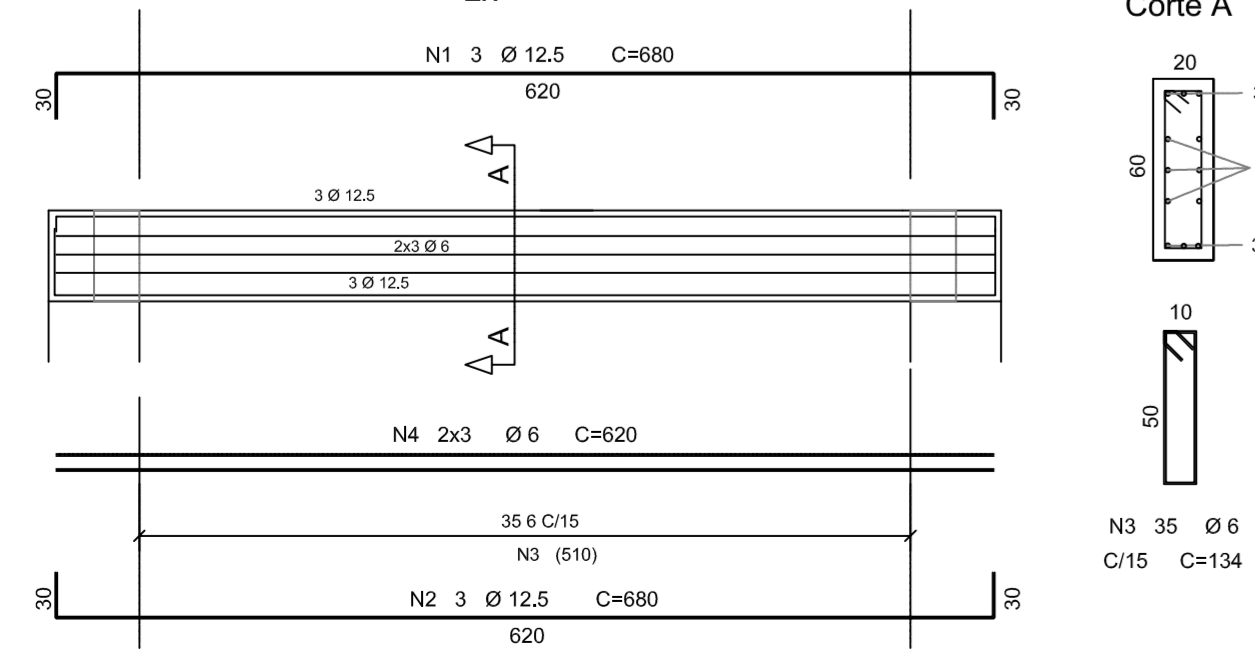 Corte A
N1 3 Ø 12.5 C=680
30
620
30
20
60
A
3 Ø 12.5
2x3 Ø 6
3 Ø 12.5
A
10
50
N4 2x3 Ø 6 C=620
35 6 C/15
N3 (510)
N3 35 Ø 6
C/15 C=134
30
N2 3 Ø 12.5 C=680
30
620